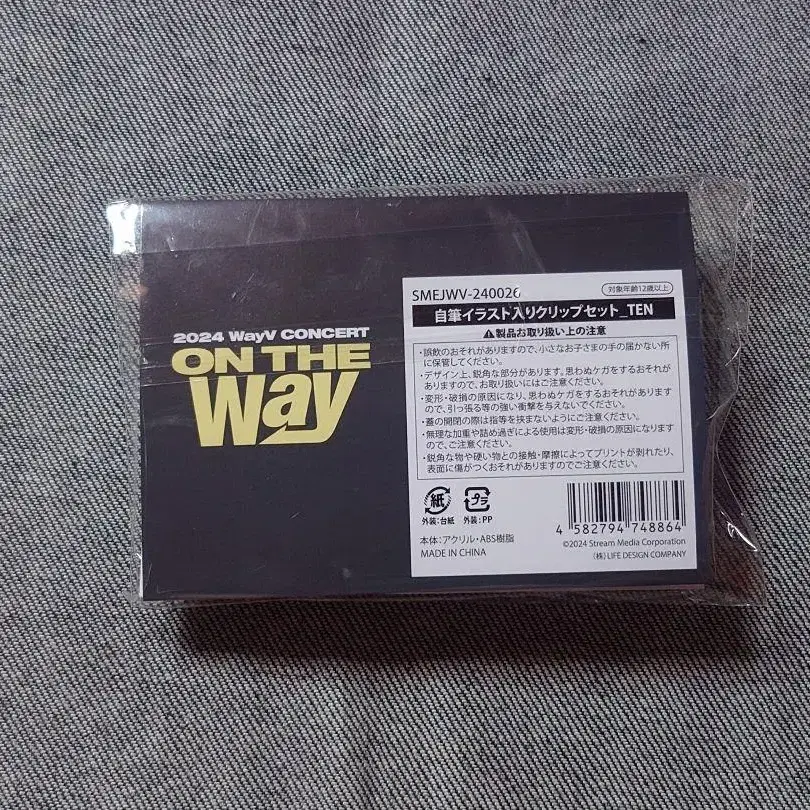 2024 WayV CONCERT
ON THE
Way
SMEJWV-240026
対象年齢12歳以上
自筆イラスト入りクリップセット_TEN
⚠製品お取り扱い上の注意
・誤飲のおそれがありますので、小さなお子さまの手の届かない所
に保管してください。
・デザイン上、鋭角な部分があります。思わぬケガをするおそれが
ありますので、お取り扱いにはご注意ください。
・変形・破損の原因になり、思わぬケガをするおそれがあります
ので、引っ張る等の強い衝撃を与えないでください。
・蓋の開閉の際は指等を挟まないようにご注意ください。
・無理な加重や詰め過ぎによる使用は変形・破損の原因になります
ので、ご注意ください。
・鋭角な物や硬い物との接触・摩擦によってプリントが剥れたり、
表面に傷がつくおそれがありますのでご注意ください。
紙
プラ
外装:台紙 外装:PP
本体:アクリル・ABS樹脂
MADE IN CHINA
4 582794 748864
©2024 Stream Media Corporation
(株)LIFE DESIGN COMPANY